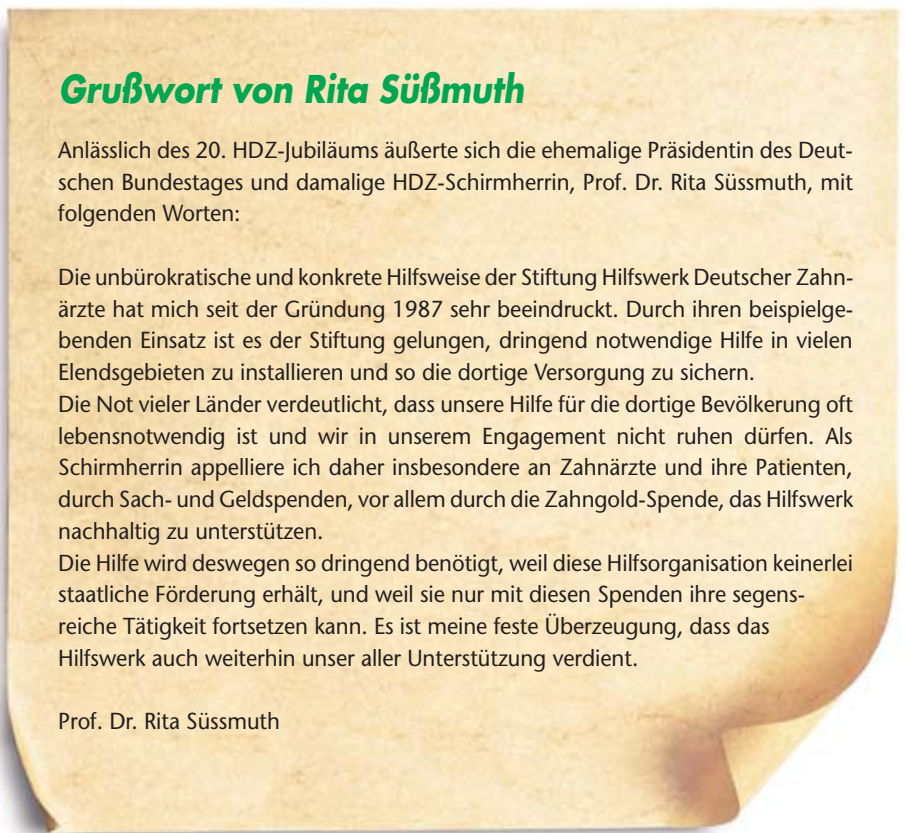 Grußwort von Rita Süßmuth
Anlässlich des 20. HDZ-Jubiläums äußerte sich die ehemalige Präsidentin des Deut-
schen Bundestages und damalige HDZ-Schirmherrin, Prof. Dr. Rita Süssmuth, mit
folgenden Worten:
Die unbürokratische und konkrete Hilfsweise der Stiftung Hilfswerk Deutscher Zahn-
ärzte hat mich seit der Gründung 1987 sehr beeindruckt. Durch ihren beispielge-
benden Einsatz ist es der Stiftung gelungen, dringend notwendige Hilfe in vielen
Elendsgebieten zu installieren und so die dortige Versorgung zu sichern.
Die Not vieler Länder verdeutlicht, dass unsere Hilfe für die dortige Bevölkerung oft
lebensnotwendig ist und wir in unserem Engagement nicht ruhen dürfen. Als
Schirmherrin appelliere ich daher insbesondere an Zahnärzte und ihre Patienten,
durch Sach- und Geldspenden, vor allem durch die Zahngold-Spende, das Hilfswerk
nachhaltig zu unterstützen.
Die Hilfe wird deswegen so dringend benötigt, weil diese Hilfsorganisation keinerlei
staatliche Förderung erhält, und weil sie nur mit diesen Spenden ihre segens-
reiche Tätigkeit fortsetzen kann. Es ist meine feste Überzeugung, dass das
Hilfswerk auch weiterhin unser aller Unterstützung verdient.
Prof. Dr. Rita Süssmuth